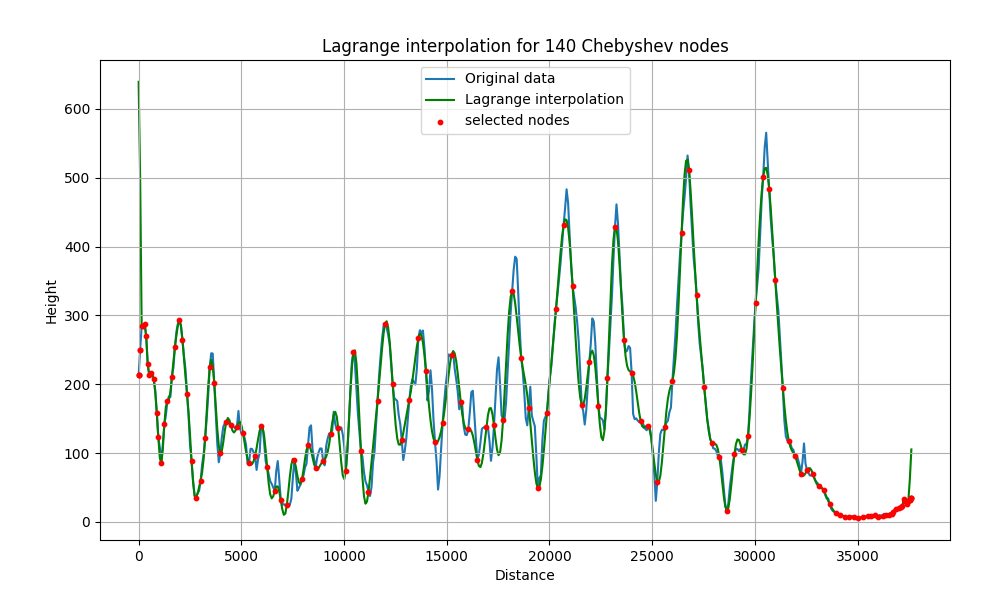 Lagrange interpolation for 140 Chebyshev nodes
Original data
Lagrange interpolation
selected nodes
600
500
400
300
200
100
0
Height
0 5000 10000 15000 20000 25000 30000 35000
Distance